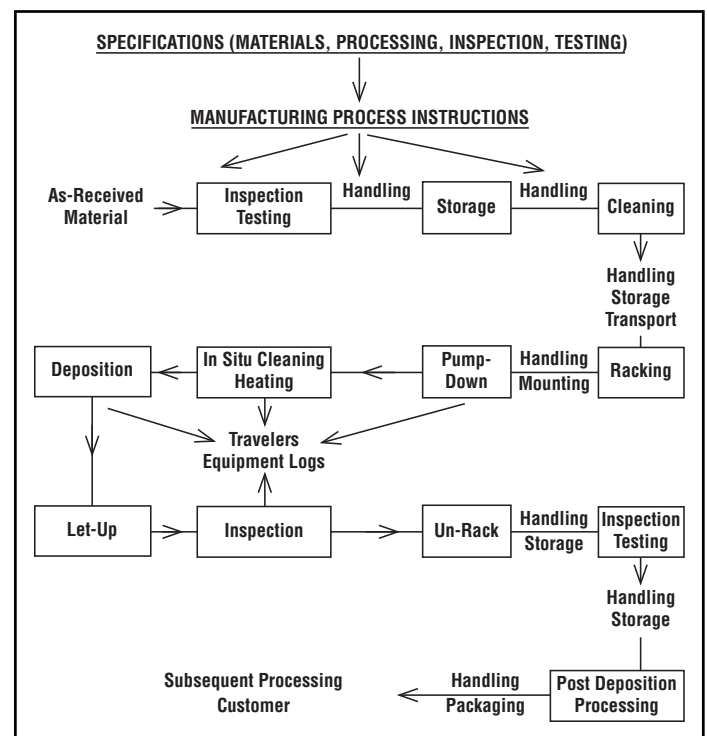 SPECIFICATIONS (MATERIALS, PROCESSING, INSPECTION, TESTING)
MANUFACTURING PROCESS INSTRUCTIONS
As-Received
Material
Inspection
Testing
Handling
Storage
Handling
Cleaning
Handling
Storage
Transport
Racking
Handling
Mounting
Pump-
Down
In Situ Cleaning
Heating
Deposition
Travelers
Equipment Logs
Let-Up
Inspection
Un-Rack
Handling
Storage
Inspection
Testing
Handling
Storage
Post Deposition
Processing
Handling
Packaging
Subsequent Processing
Customer